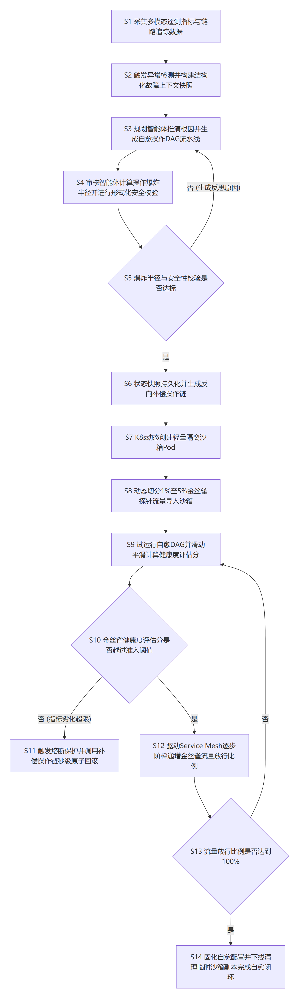 S1 采集多模态遥测指标与链
路追踪数据
S2 触发异常检测并构建结构
化故障上下文快照
S3 规划智能体推演根因并生
成自愈操作DAG流水线
S4 审核智能体计算操作爆炸
半径并进行形式化安全校验
否 (生成反思原因)
S5 爆炸半径与安全性校验是
否达标
是
S6 状态快照持久化并生成反
向补偿操作链
S7 K8s动态创建轻量隔离沙
箱Pod
S8 动态切分1%至5%金丝雀
探针流量导入沙箱
S9 试运行自愈DAG并滑动
平滑计算健康度评估分
S10 金丝雀健康度评估分是
否越过准入阈值
否 (指标劣化超限)
是
否
S11 触发熔断保护并调用补
偿操作链秒级原子回滚
S12 驱动Service Mesh逐步
阶梯递增金丝雀流量放行比
例
S13 流量放行比例是否达到
100%
是
S14 固化自愈配置并下线清
理临时沙箱副本完成自愈闭
环